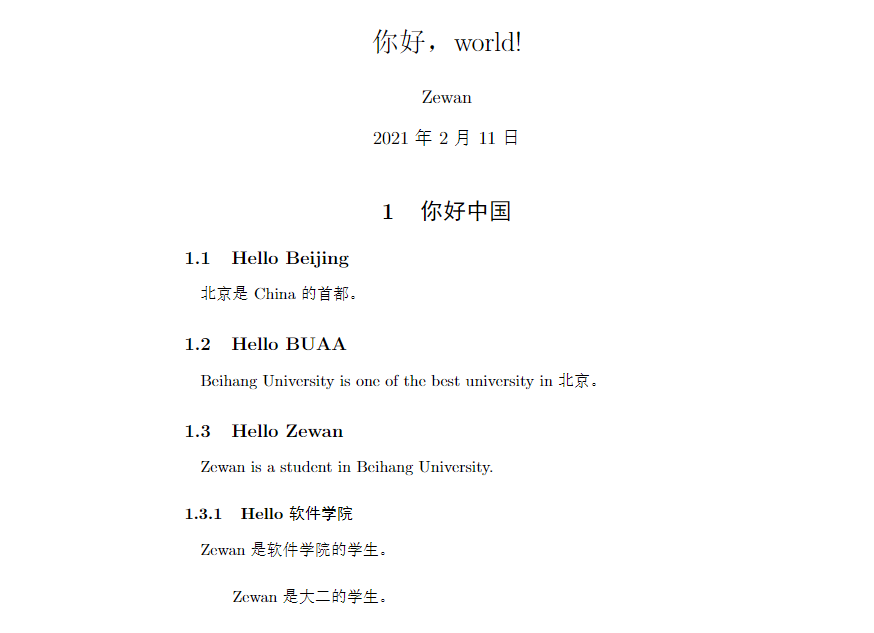 你好，world!
Zewan
2021 年 2 月 11 日
1 你好中国
1.1 Hello Beijing
北京是 China 的首都。
1.2 Hello BUAA
Beihang University is one of the best university in 北京。
1.3 Hello Zewan
Zewan is a student in Beihang University.
1.3.1 Hello 软件学院
Zewan 是软件学院的学生。
Zewan 是大二的学生。